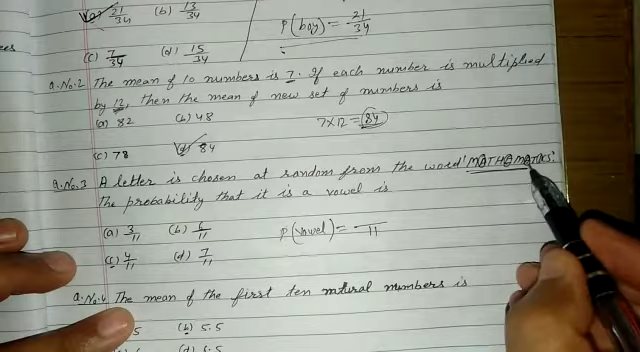 (a) 21/34 (b) 13/34
P(boy) = 21/34
(c) 7/34 (d) 15/34
Q.No.2 The mean of 10 numbers is 7. If each number is multiplied
by 12, then the mean of new set of numbers is
(a) 82 (b) 48
7×12 = 84
(c) 78 (d) 84
Q.No.3 A letter is chosen at random from the word 'MATHEMATICS'.
The probability that it is a vowel is
(a) 3/11 (b) 6/11
P(vowel) = /11
(c) 4/11 (d) 7/11
Q.No.4 The mean of the first ten natural numbers is
5 (b) 5.5
(d) 6.5